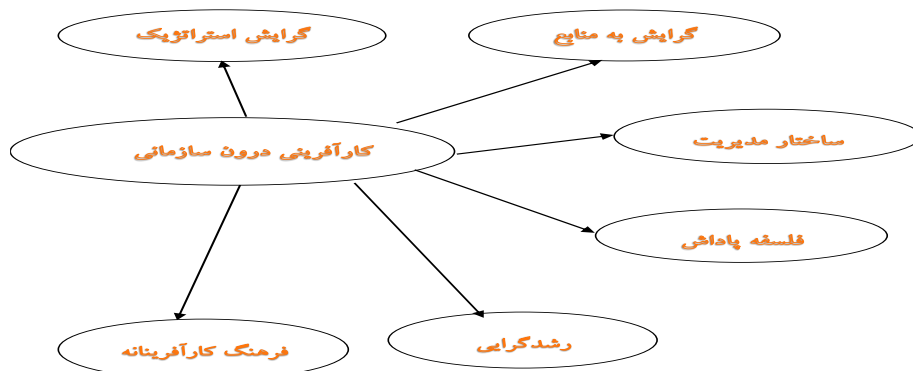 گرایش استراتژیک
گرایش به منابع
ساختار مدیریت
کارآفرینی درون سازمانی
فلسفه پاداش
رشدگرایی
فرهنگ کارآفرینانه